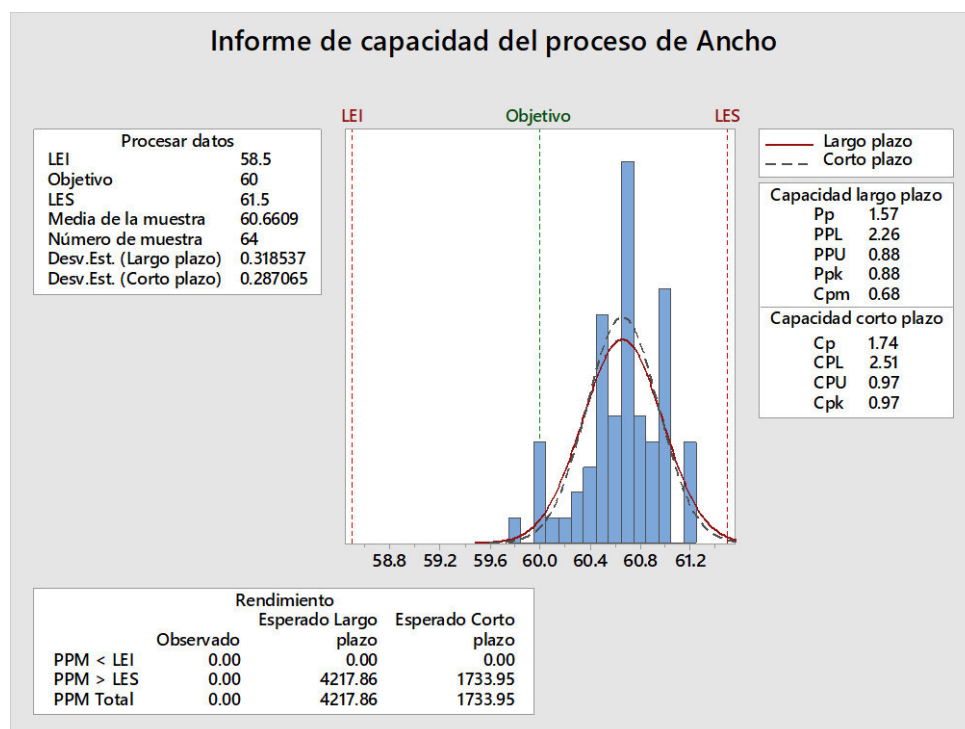 Informe de capacidad del proceso de Ancho
LEI Objetivo LES
Procesar datos
LEI 58.5
Objetivo 60
LES 61.5
Media de la muestra 60.6609
Número de muestra 64
Desv.Est. (Largo plazo) 0.318537
Desv.Est. (Corto plazo) 0.287065
Largo plazo
Corto plazo
Capacidad largo plazo
Pp 1.57
PPL 2.26
PPU 0.88
Ppk 0.88
Cpm 0.68
Capacidad corto plazo
Cp 1.74
CPL 2.51
CPU 0.97
Cpk 0.97
58.8 59.2 59.6 60.0 60.4 60.8 61.2
Rendimiento
Esperado Largo Esperado Corto
Observado plazo plazo
PPM < LEI 0.00 0.00 0.00
PPM > LES 0.00 4217.86 1733.95
PPM Total 0.00 4217.86 1733.95